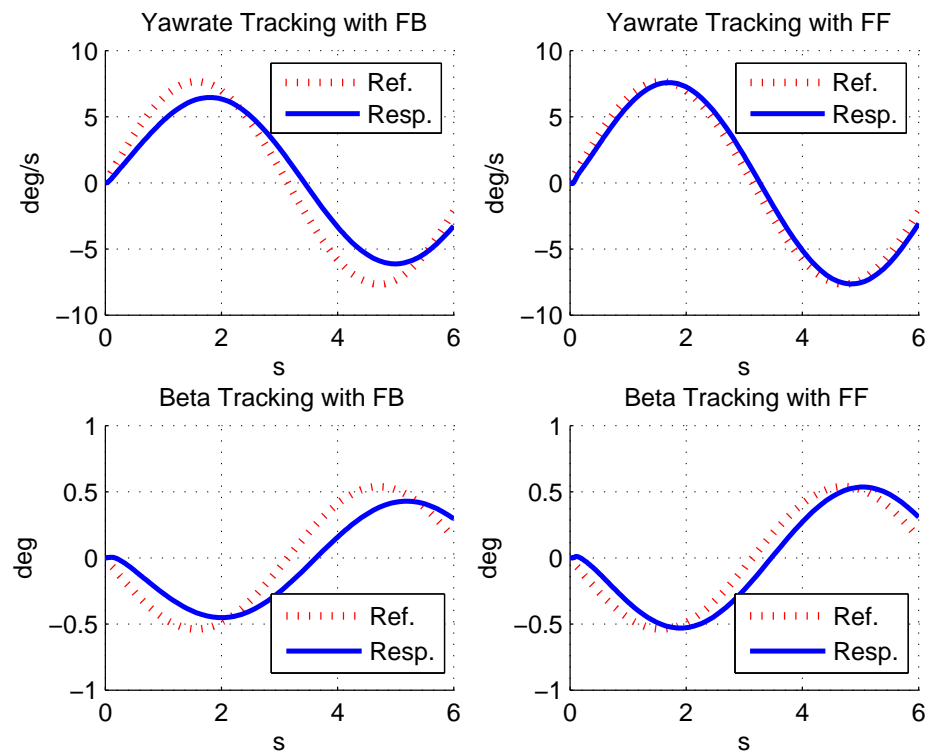 Yawrate Tracking with FB
10
5
0
−5
−10
deg/s
0 2 4 6
s
Ref.
Resp.
Yawrate Tracking with FF
10
5
0
−5
−10
deg/s
0 2 4 6
s
Ref.
Resp.
Beta Tracking with FB
1
0.5
0
−0.5
−1
deg
0 2 4 6
s
Ref.
Resp.
Beta Tracking with FF
1
0.5
0
−0.5
−1
deg
0 2 4 6
s
Ref.
Resp.